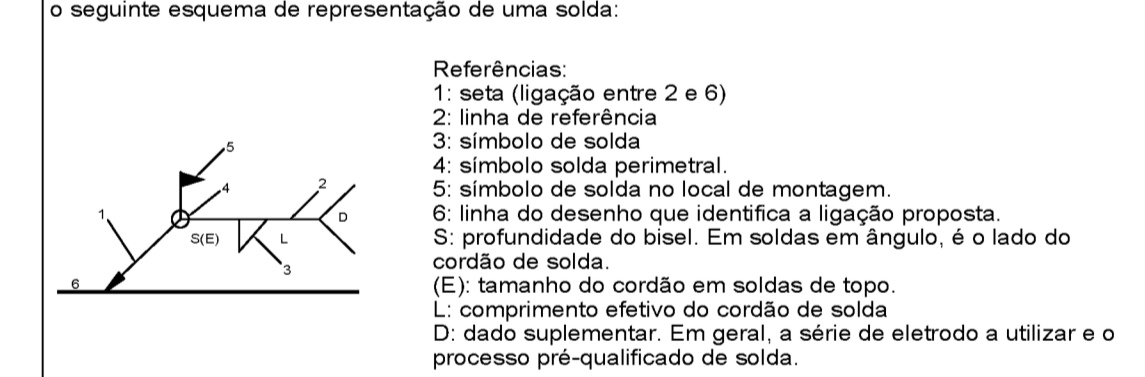 o seguinte esquema de representação de uma solda:
Referências:
1: seta (ligação entre 2 e 6)
2: linha de referência
3: símbolo de solda
4: símbolo solda perimetral.
5: símbolo de solda no local de montagem.
6: linha do desenho que identifica a ligação proposta.
S: profundidade do bisel. Em soldas em ângulo, é o lado do
cordão de solda.
(E): tamanho do cordão em soldas de topo.
L: comprimento efetivo do cordão de solda
D: dado suplementar. Em geral, a série de eletrodo a utilizar e o
processo pré-qualificado de solda.
5
4
2
1
D
S(E)
L
3
6